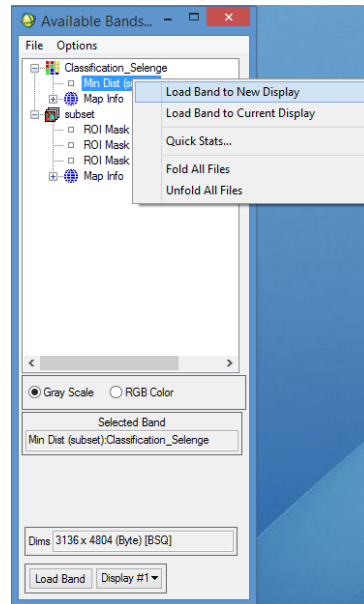 Available Bands...
File Options
Classification_Selenge
Min Dist (su
Load Band to New Display
Map Info
Load Band to Current Display
subset
ROI Mask
Quick Stats...
ROI Mask
ROI Mask
Fold All Files
Map Info
Unfold All Files
Gray Scale RGB Color
Selected Band
Min Dist (subset):Classification_Selenge
Dims 3136 x 4804 (Byte) [BSQ]
Load Band Display #1